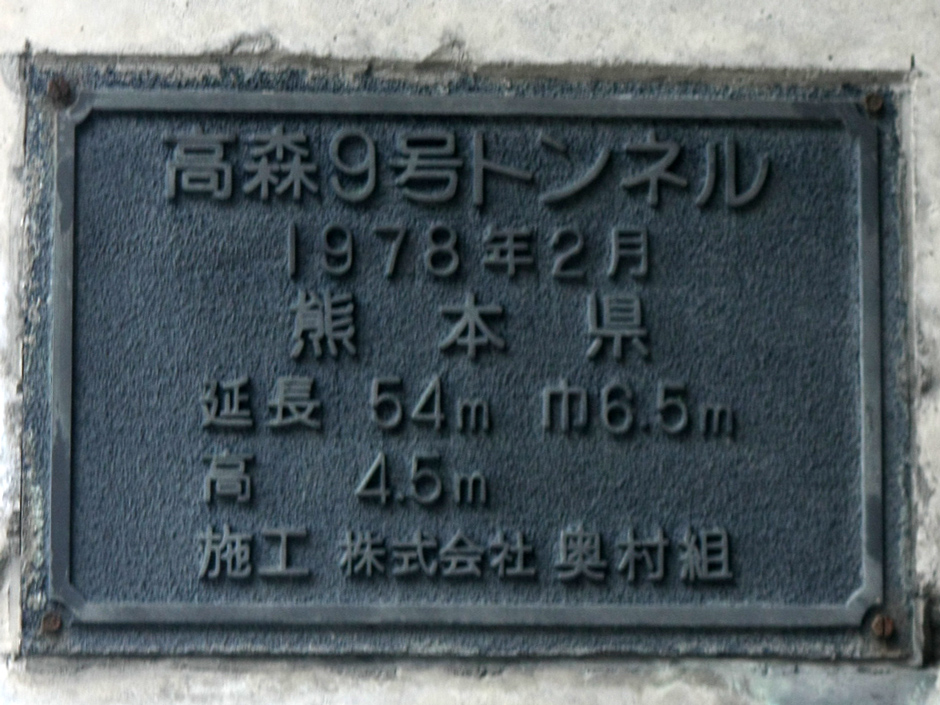 高森9号トンネル
1978年2月
熊本県
延長 54m 巾6.5m
高 4.5m
施工 株式会社 奥村組